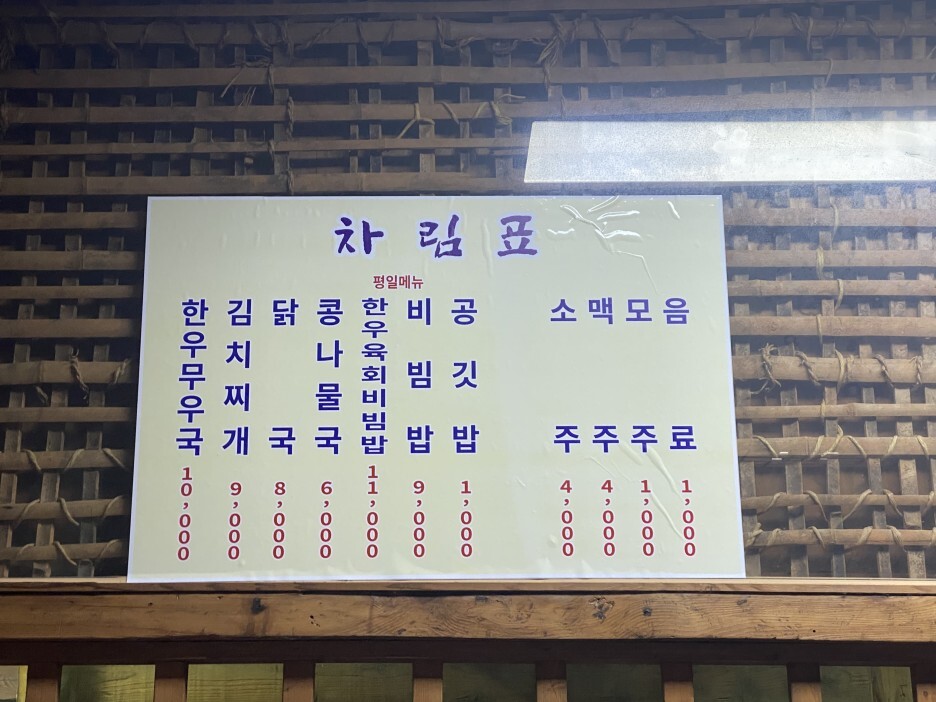 차림표
평일메뉴
한우무우국 10,000
김치찌개 9,000
닭국 8,000
콩나물국 6,000
한우육회비빔밥 11,000
비빔밥 9,000
공깃밥 1,000
소주 4,000
맥주 4,000
모주 1,000
음료 1,000